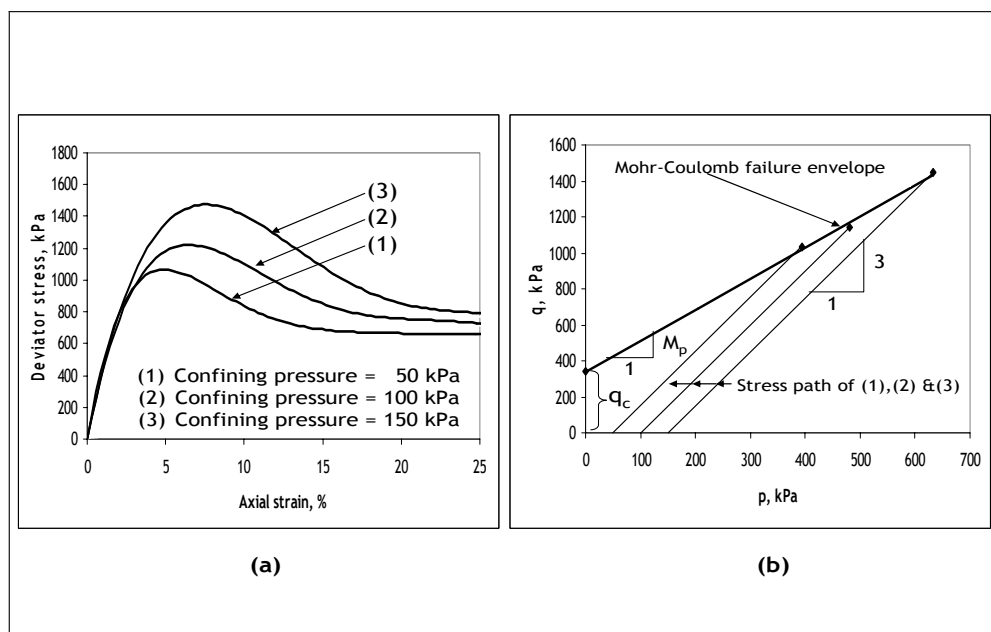 1800
1600
1400
1200
1000
800
600
400
200
0
Deviator stress, kPa
(3)
(2)
(1)
(1) Confining pressure = 50 kPa
(2) Confining pressure = 100 kPa
(3) Confining pressure = 150 kPa
0 5 10 15 20 25
Axial strain, %
(a)
1600
1400
1200
1000
800
600
400
200
0
q, kPa
Mohr-Coulomb failure envelope
3
1
Mp
1
qc
Stress path of (1),(2) &(3)
0 100 200 300 400 500 600 700
p, kPa
(b)